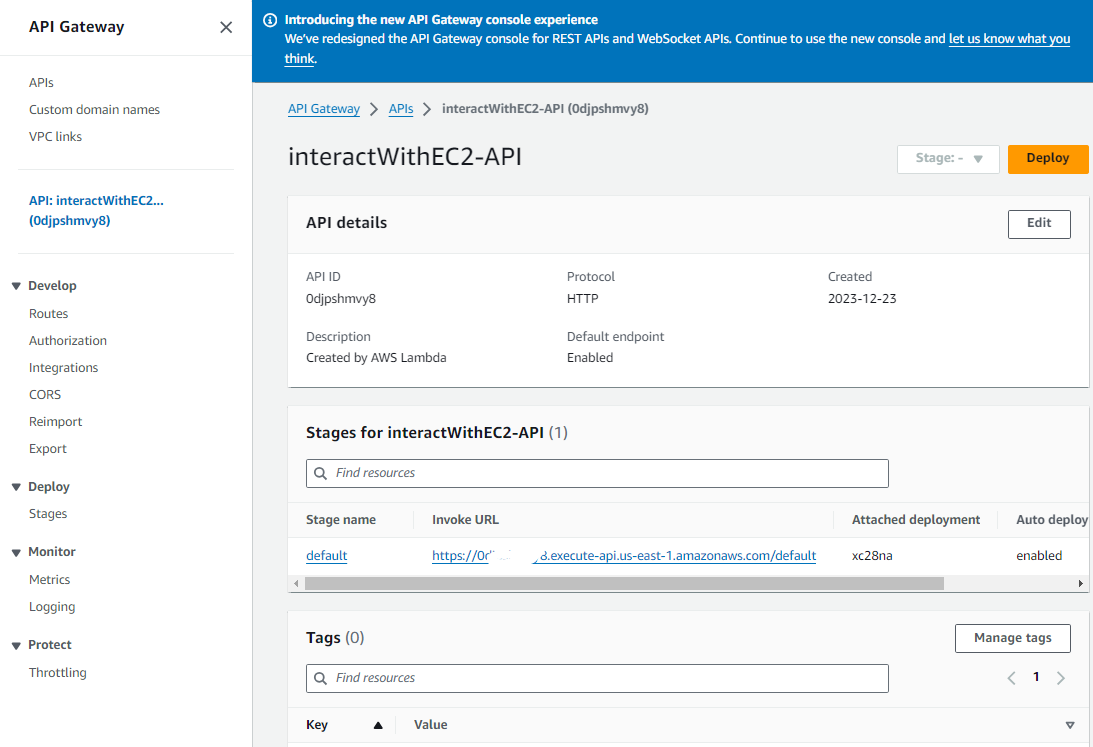 API Gateway
APIs
Custom domain names
VPC links
API: interactWithEC2...
(0djpshmvy8)
Develop
Routes
Authorization
Integrations
CORS
Reimport
Export
Deploy
Stages
Monitor
Metrics
Logging
Protect
Throttling
Introducing the new API Gateway console experience
We've redesigned the API Gateway console for REST APIs and WebSocket APIs. Continue to use the new console and let us know what you
think.
API Gateway > APIs > interactWithEC2-API (0djpshmvy8)
interactWithEC2-API
Stage: -
Deploy
API details
Edit
API ID Protocol Created
0djpshmvy8 HTTP 2023-12-23
Description Default endpoint
Created by AWS Lambda Enabled
Stages for interactWithEC2-API (1)
Find resources
Stage name Invoke URL Attached deployment Auto deploy
default https://0d 8.execute-api.us-east-1.amazonaws.com/default xc28na enabled
Tags (0)
Manage tags
Find resources
1
Key Value